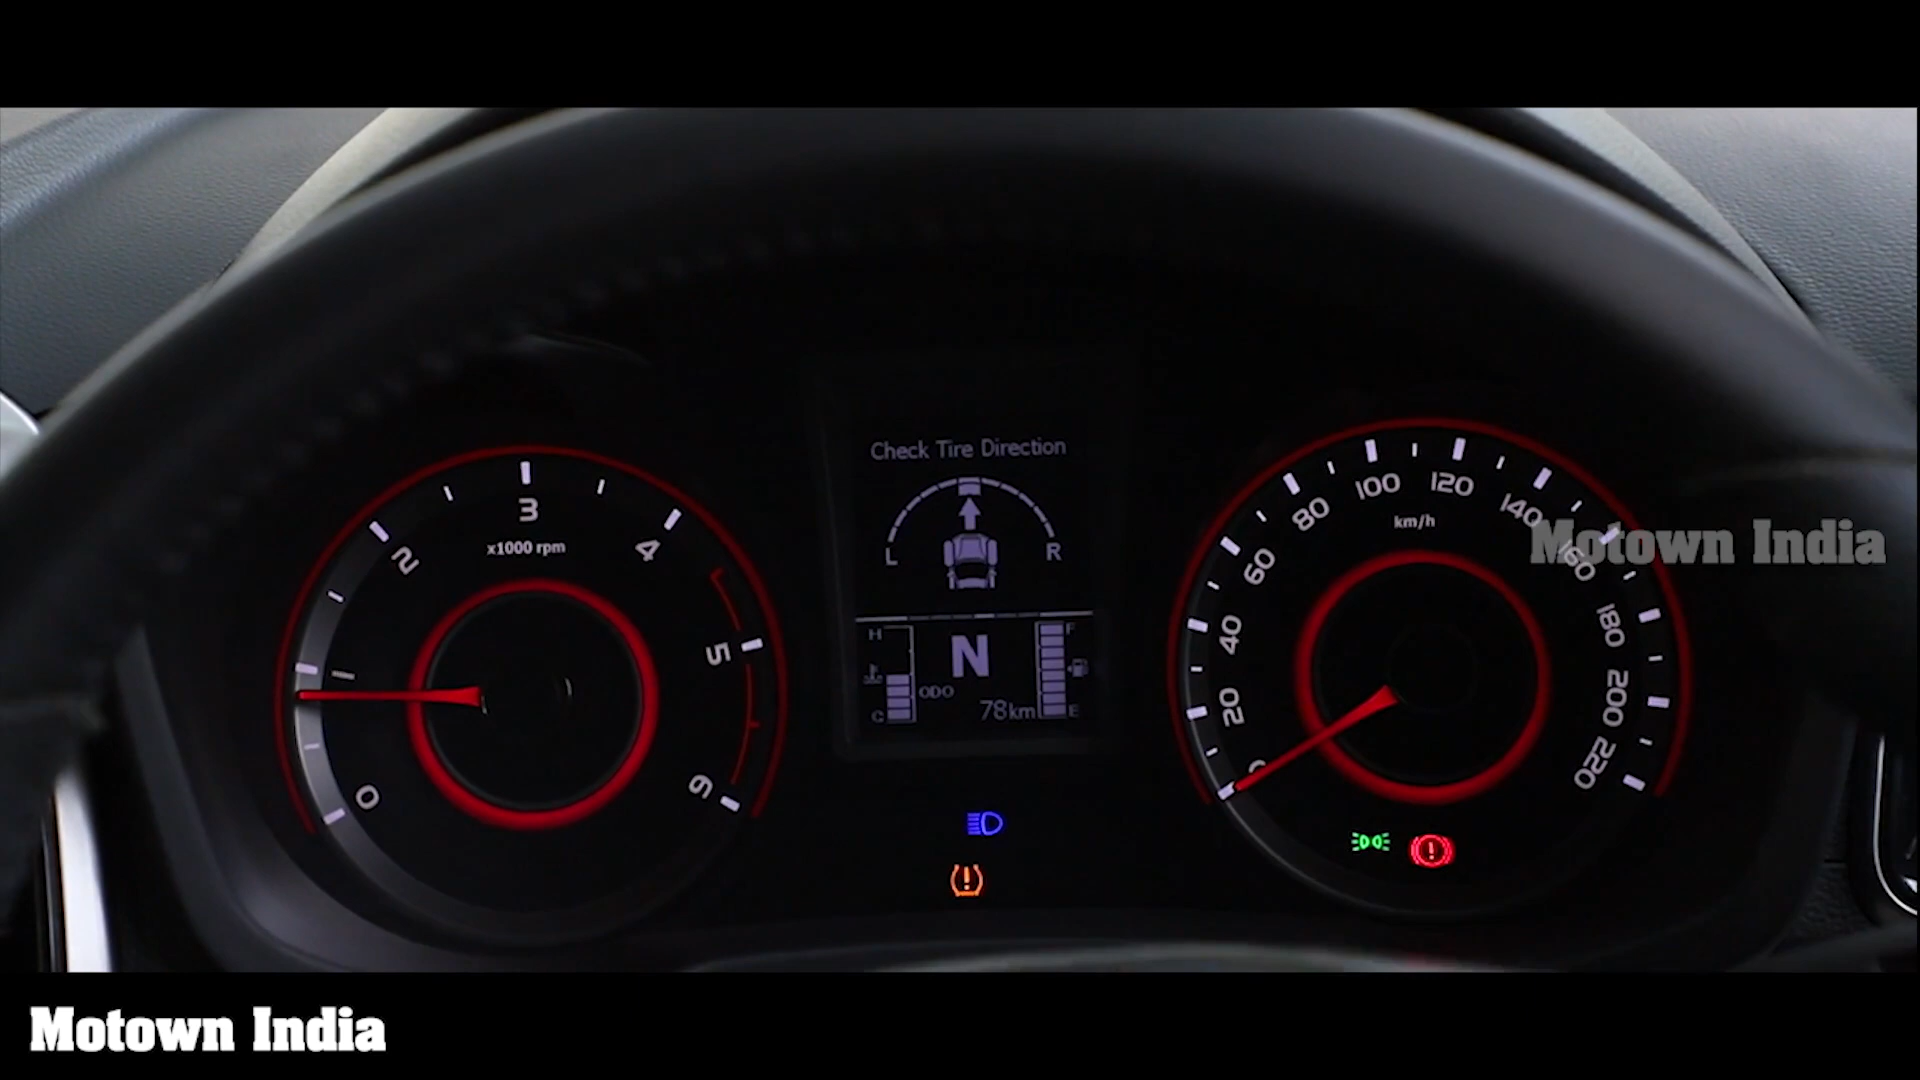 Check Tire Direction
L
R
H
N
F
ODO
C
78km
E
3
x1000 rpm
2
4
5
0
6
100
120
80
140
km/h
60
160
40
180
20
200
0
220
Motown India
Motown India